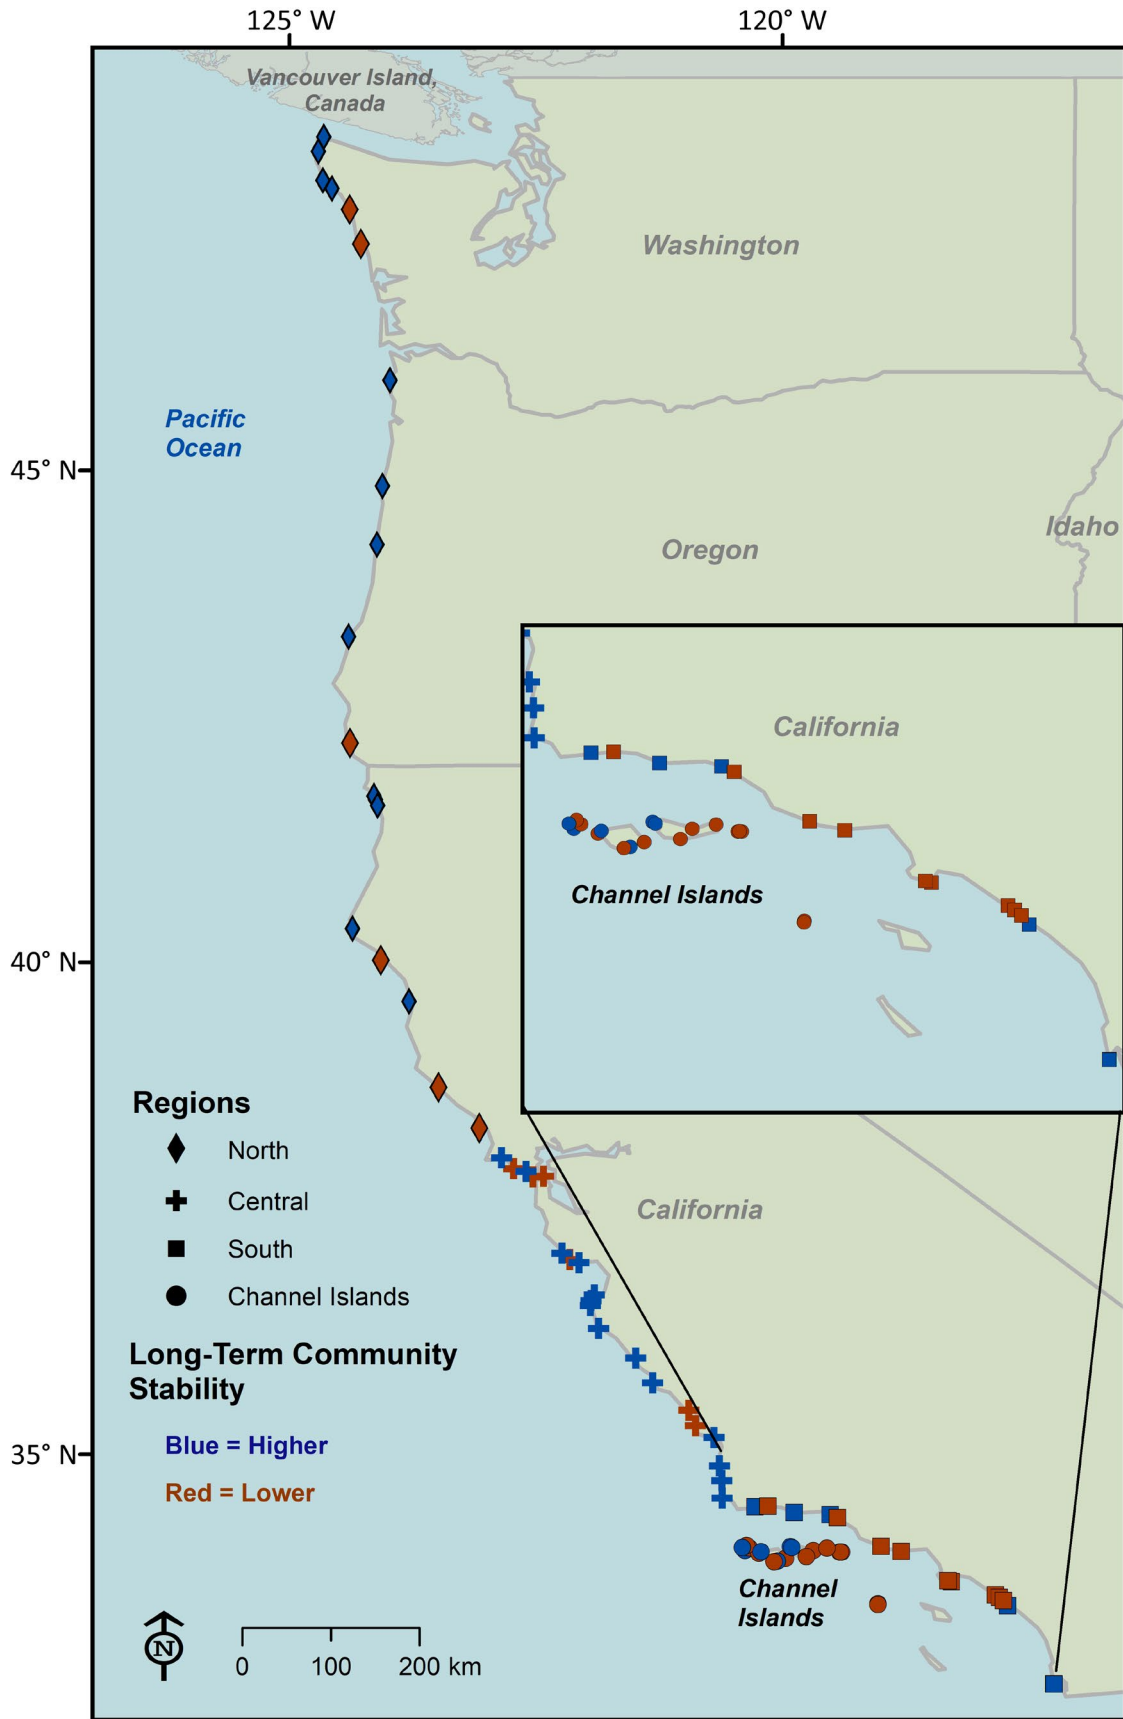 125° W
120° W
Vancouver Island,
Canada
Washington
Pacific
Ocean
45° N
Idaho
Oregon
California
Channel Islands
40° N
Regions
North
Central
South
Channel Islands
California
Long-Term Community
Stability
Blue = Higher
Red = Lower
35° N
Channel
Islands
N
0 100 200 km